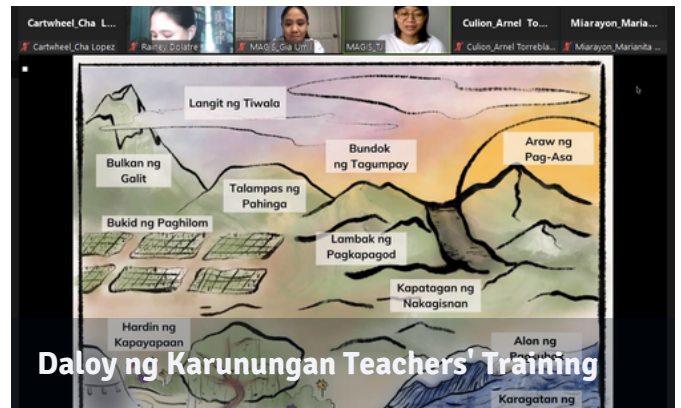 Cartwheel_Cha L...
Culion_Arnel To...
Miarayon_Maria...
Cartwheel_Cha Lopez
Rainey Dolatre
MAGIS_Gia Um
MAGIS_TJ
Culion_Arnel Torrebla...
Miarayon_Marianita ...
Langit ng Tiwala
Bulkan ng
Galit
Bundok
ng Tagumpay
Araw ng
Pag-Asa
Talampas ng
Pahinga
Bukid ng Paghilom
Lambak ng
Pagkapagod
Kapatagan ng
Nakagisnan
Hardin ng
Kapayapaan
Alon ng
Karagatan ng
Daloy ng Karunungan Teachers' Training